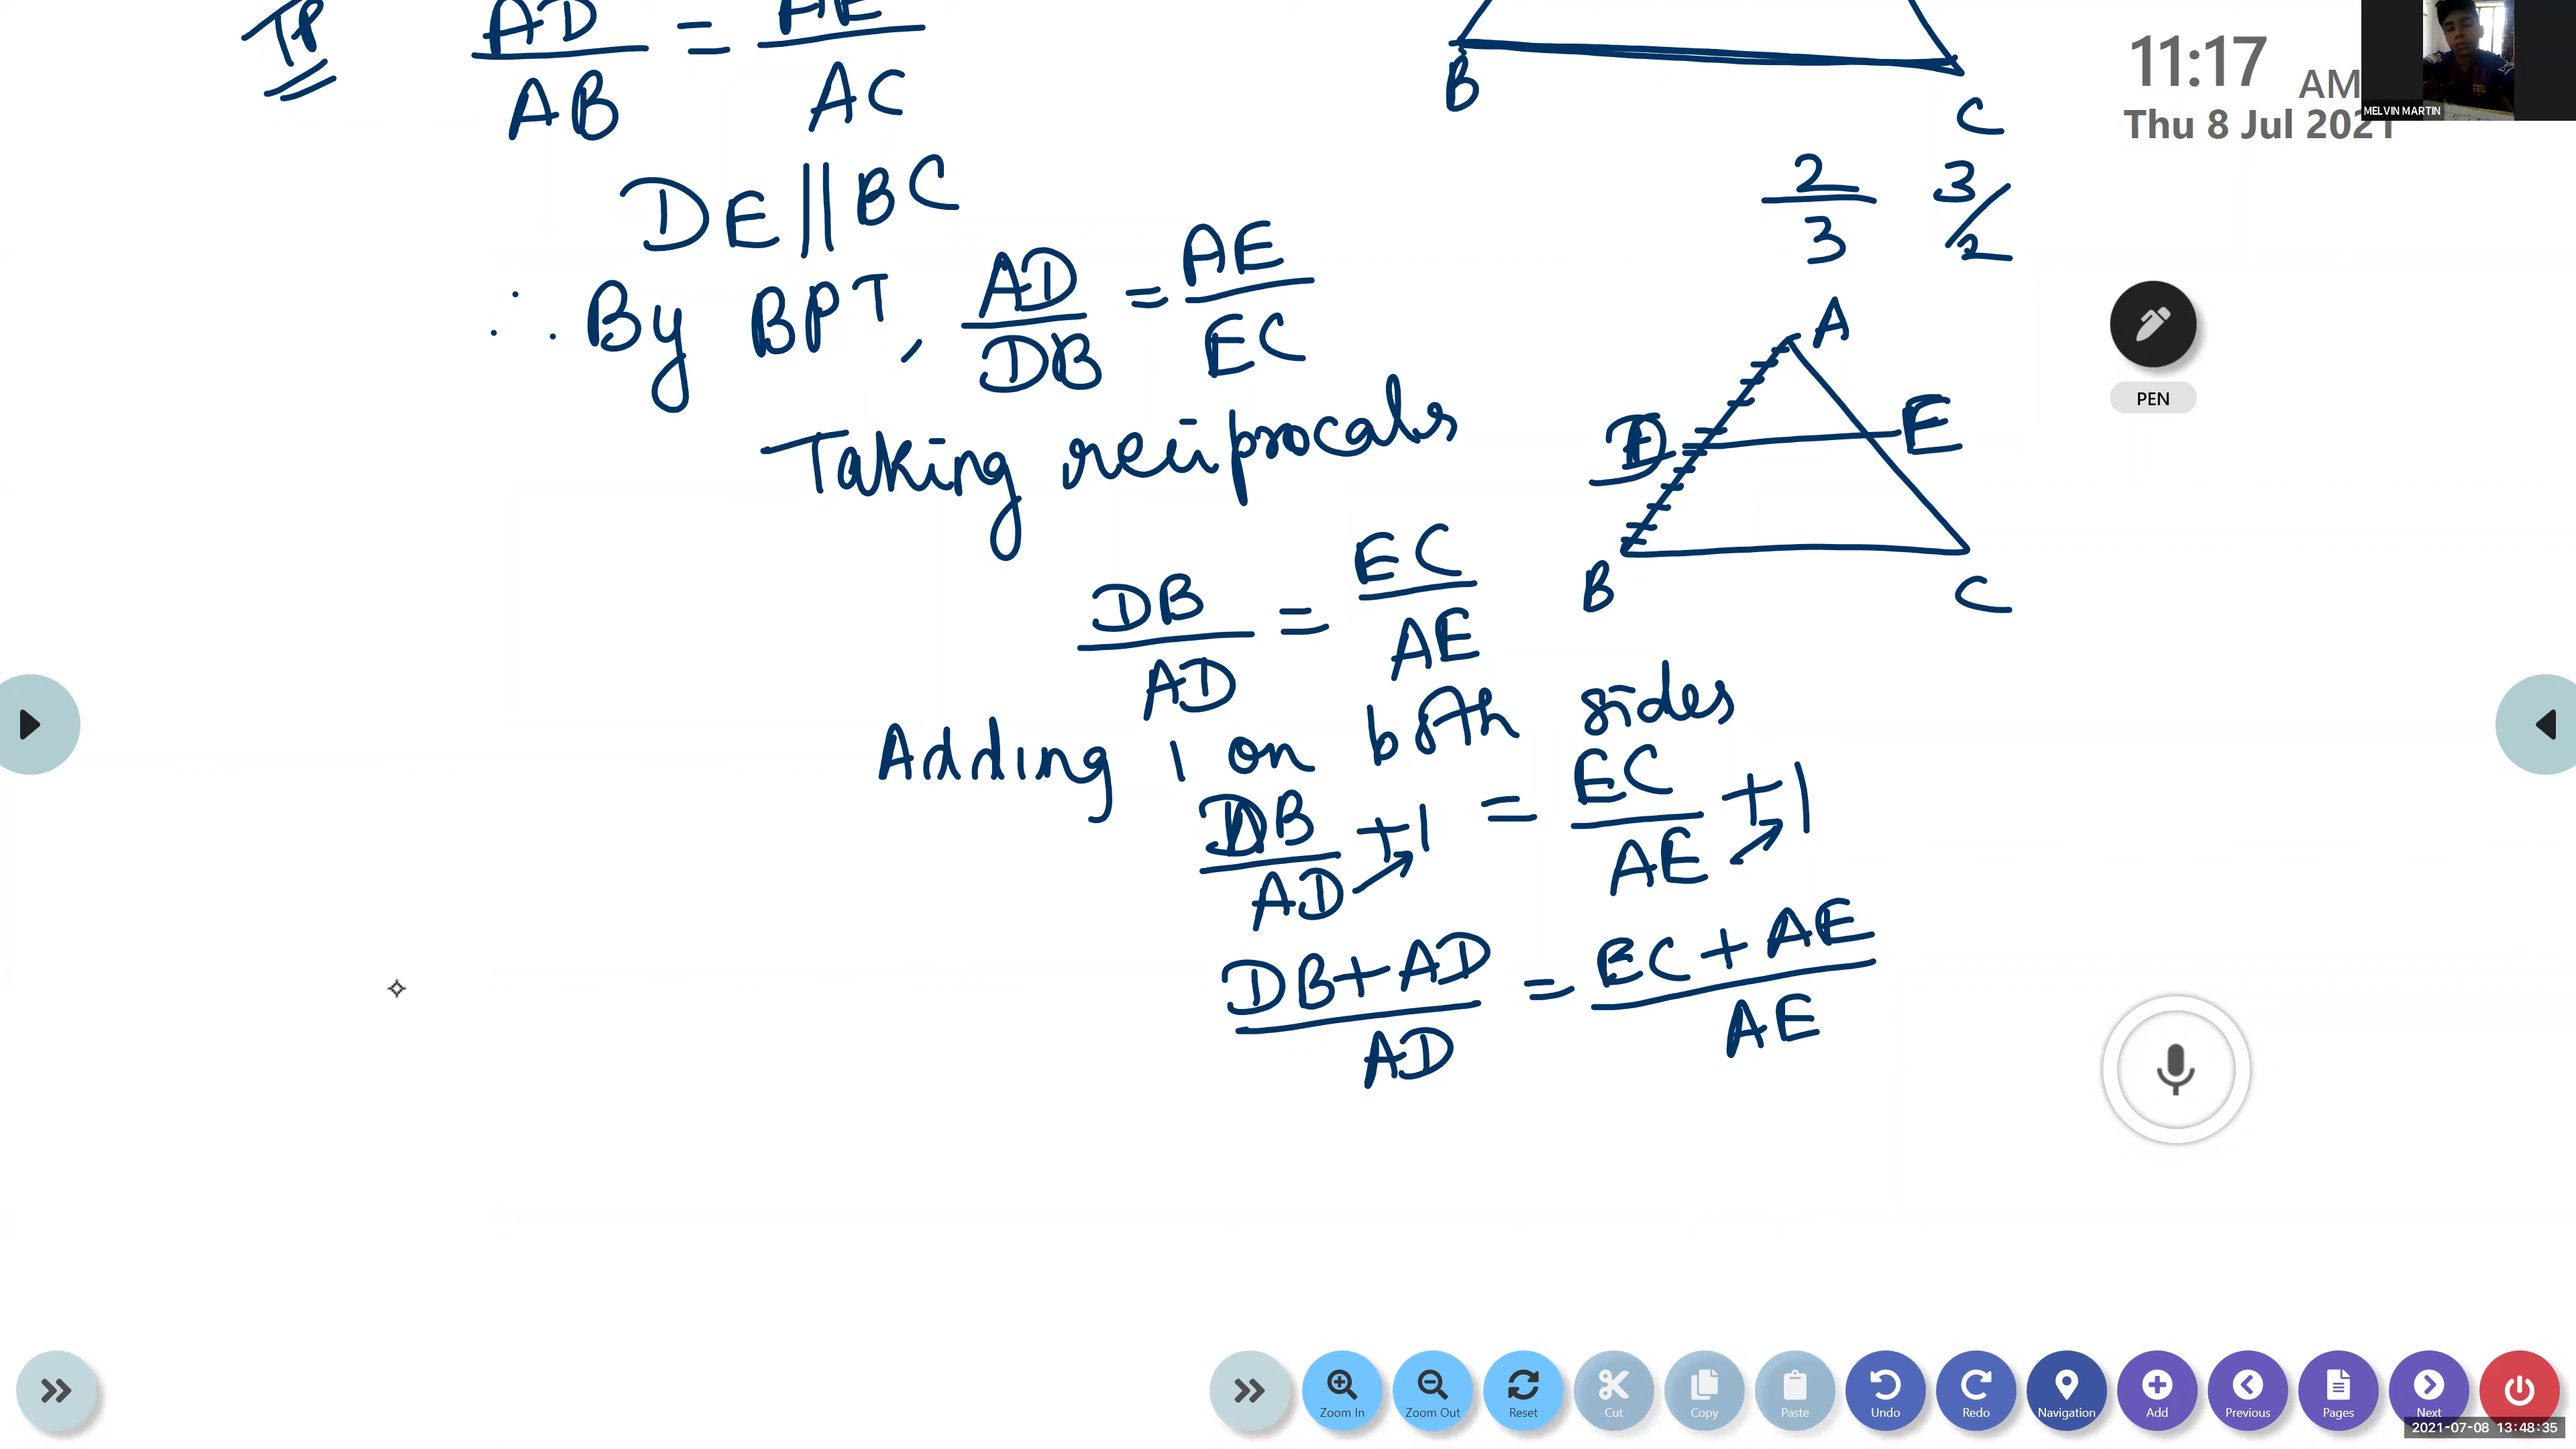 TP AD/AB = AE/AC
B
C
11:17 AM
Thu 8 Jul 2021
MELVIN MARTIN
DE || BC
2/3 3/2
∴ By BPT, AD/DB = AE/EC
A
PEN
D E
Taking reciprocals
B C
DB/AD = EC/AE
Adding 1 on both sides
DB/AD +1 = EC/AE +1
DB+AD/AD = EC+AE/AE
Zoom In Zoom Out Reset Cut Copy Paste Undo Redo Navigation Add Previous Pages Next
2021-07-08 13:48:35